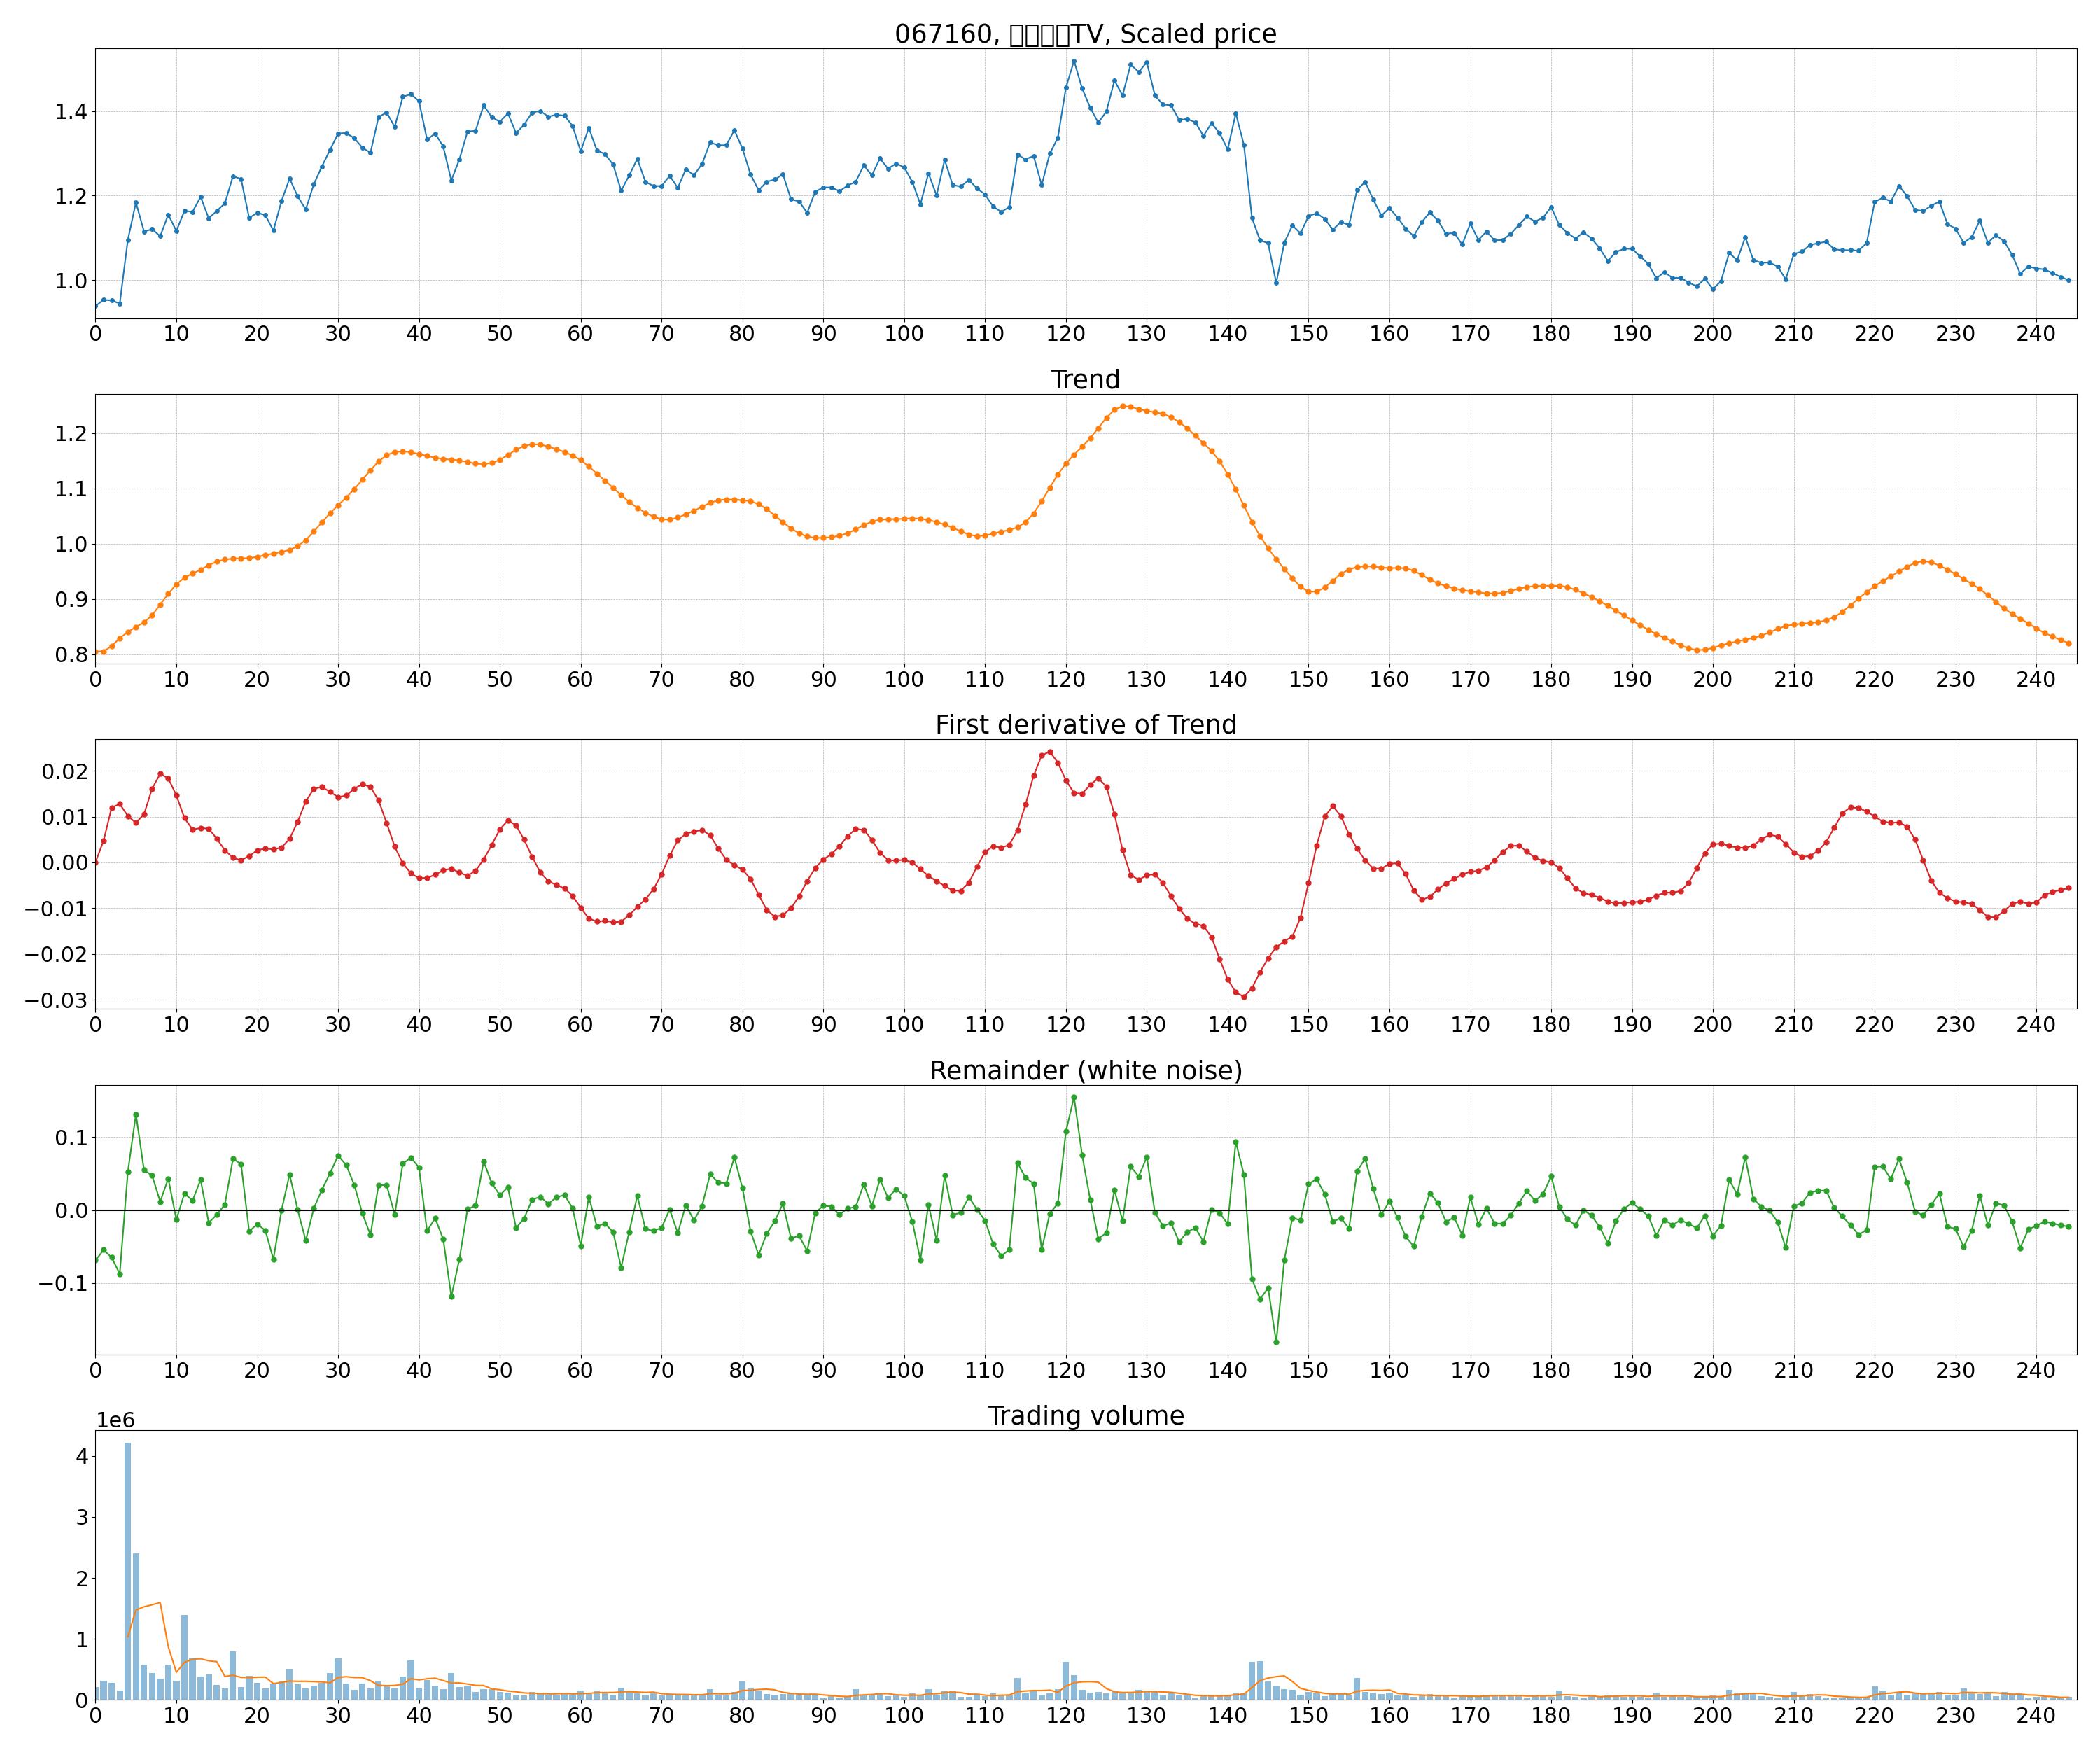 067160, □□□□TV, Scaled price
1.4
1.2
1.0
0 10 20 30 40 50 60 70 80 90 100 110 120 130 140 150 160 170 180 190 200 210 220 230 240
Trend
1.2
1.1
1.0
0.9
0.8
0 10 20 30 40 50 60 70 80 90 100 110 120 130 140 150 160 170 180 190 200 210 220 230 240
First derivative of Trend
0.02
0.01
0.00
−0.01
−0.02
−0.03
0 10 20 30 40 50 60 70 80 90 100 110 120 130 140 150 160 170 180 190 200 210 220 230 240
Remainder (white noise)
0.1
0.0
−0.1
0 10 20 30 40 50 60 70 80 90 100 110 120 130 140 150 160 170 180 190 200 210 220 230 240
Trading volume
1e6
4
3
2
1
0
0 10 20 30 40 50 60 70 80 90 100 110 120 130 140 150 160 170 180 190 200 210 220 230 240